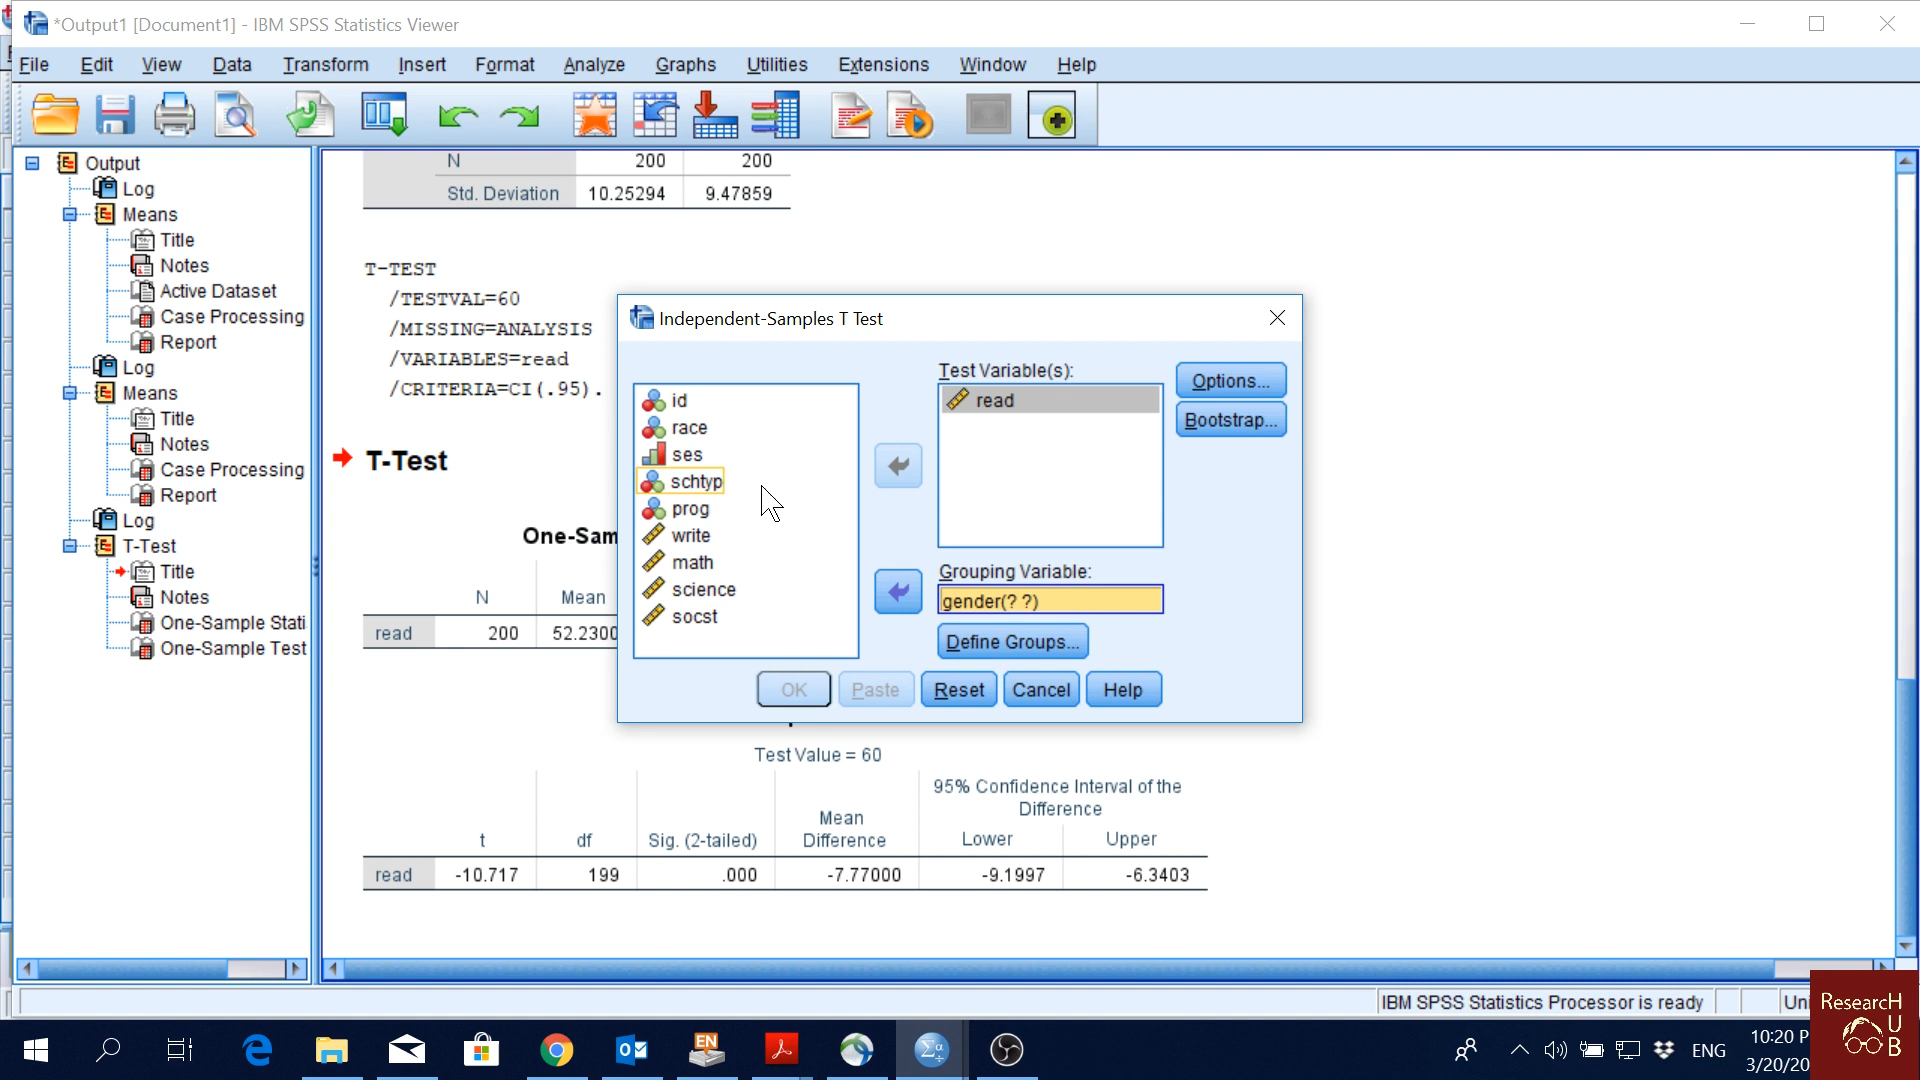 *Output1 [Document1] - IBM SPSS Statistics Viewer
File Edit View Data Transform Insert Format Analyze Graphs Utilities Extensions Window Help
Output
Log
Means
Title
Notes
Active Dataset
Case Processing
Report
Log
Means
Title
Notes
Case Processing
Report
Log
T-Test
Title
Notes
One-Sample Stati
One-Sample Test
N 200 200
Std. Deviation 10.25294 9.47859
T-TEST
/TESTVAL=60
/MISSING=ANALYSIS
/VARIABLES=read
/CRITERIA=CI(.95).
T-Test
One-Sam
N Mean
read 200 52.2300
Independent-Samples T Test
id
race
ses
schtyp
prog
write
math
science
socst
Test Variable(s):
read
Grouping Variable:
gender(? ?)
Define Groups...
Options...
Bootstrap...
OK Paste Reset Cancel Help
Test Value = 60
95% Confidence Interval of the
Difference
t df Sig. (2-tailed) Mean Difference Lower Upper
read -10.717 199 .000 -7.77000 -9.1997 -6.3403
IBM SPSS Statistics Processor is ready Uni
EN
ENG
10:20 P
3/20/20
ResearcH
U
B